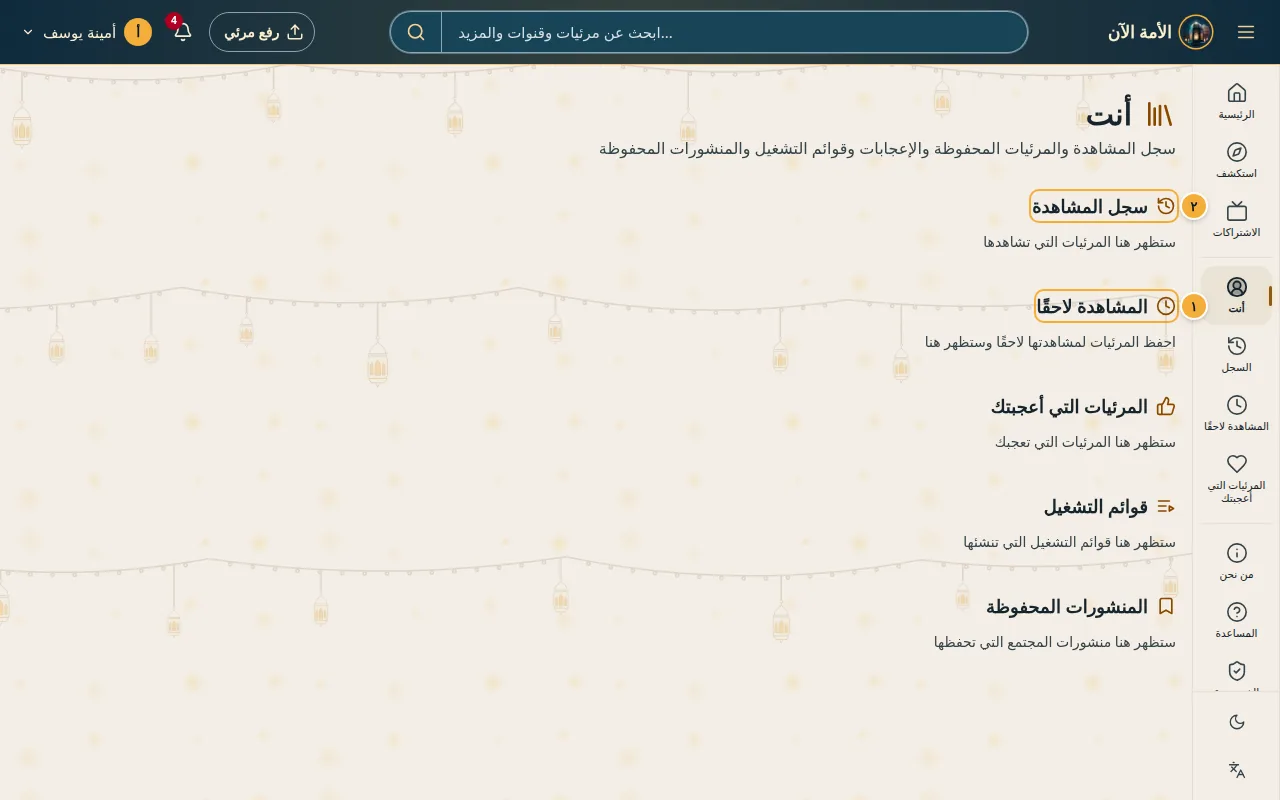 الأمة الآن
ابحث عن مرئيات وقنوات والمزيد...
رفع مرئي
4
أ
أمينة يوسف
الرئيسية
استكشف
الاشتراكات
أنت
السجل
المشاهدة لاحقًا
المرئيات التي
أعجبتك
من نحن
المساعدة
أنت
سجل المشاهدة والمرئيات المحفوظة والإعجابات وقوائم التشغيل والمنشورات المحفوظة
٢
سجل المشاهدة
ستظهر هنا المرئيات التي تشاهدها
١
المشاهدة لاحقًا
احفظ المرئيات لمشاهدتها لاحقًا وستظهر هنا
المرئيات التي أعجبتك
ستظهر هنا المرئيات التي تعجبك
قوائم التشغيل
ستظهر هنا قوائم التشغيل التي تنشئها
المنشورات المحفوظة
ستظهر هنا منشورات المجتمع التي تحفظها